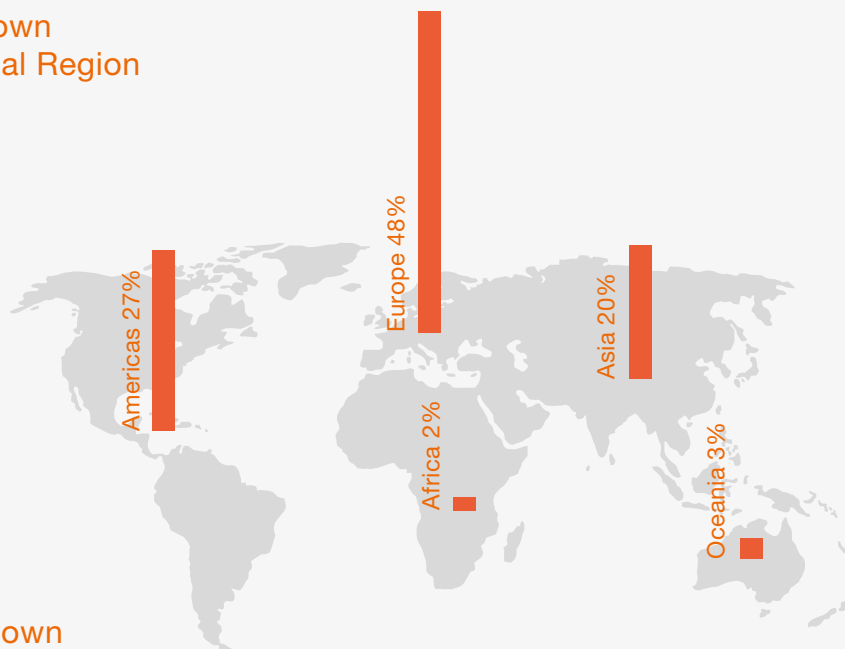 own
al Region
Europe 48%
Americas 27%
Asia 20%
Africa 2%
Oceania 3%
own